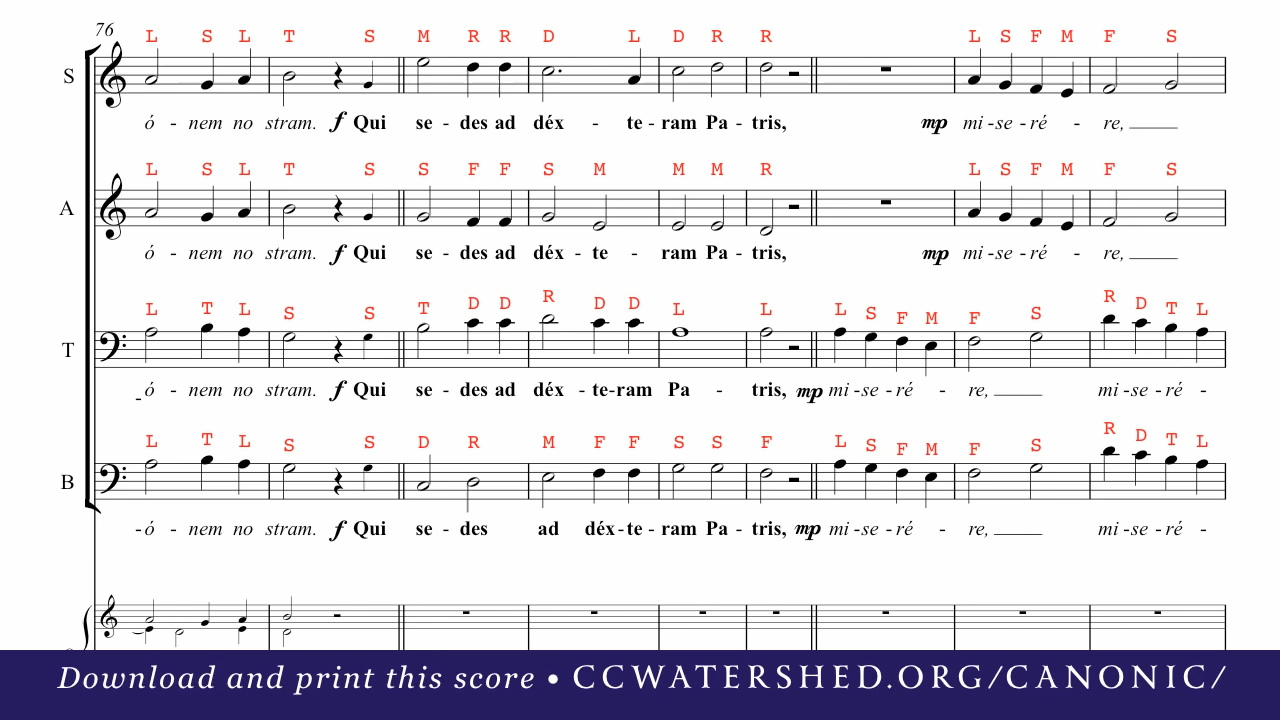 76
L S L T S M R R D L D R R L S F M F S
S
ó - nem no stram. f Qui se - des ad déx - te - ram Pa - tris, mp mi - se - ré - re,
L S L T S S F F S M M M R L S F M F S
A
ó - nem no stram. f Qui se - des ad déx - te - ram Pa - tris, mp mi - se - ré - re,
L T L S S T D D R D D L L L S F M F S R D T L
T
- ó - nem no stram. f Qui se - des ad déx - te - ram Pa - tris, mp mi - se - ré - re, mi - se - ré -
L T L S S D R M F F S S F L S F M F S R D T L
B
- ó - nem no stram. f Qui se - des ad déx - te - ram Pa - tris, mp mi - se - ré - re, mi - se - ré -
Download and print this score • CCWATERSHED.ORG/CANONIC/